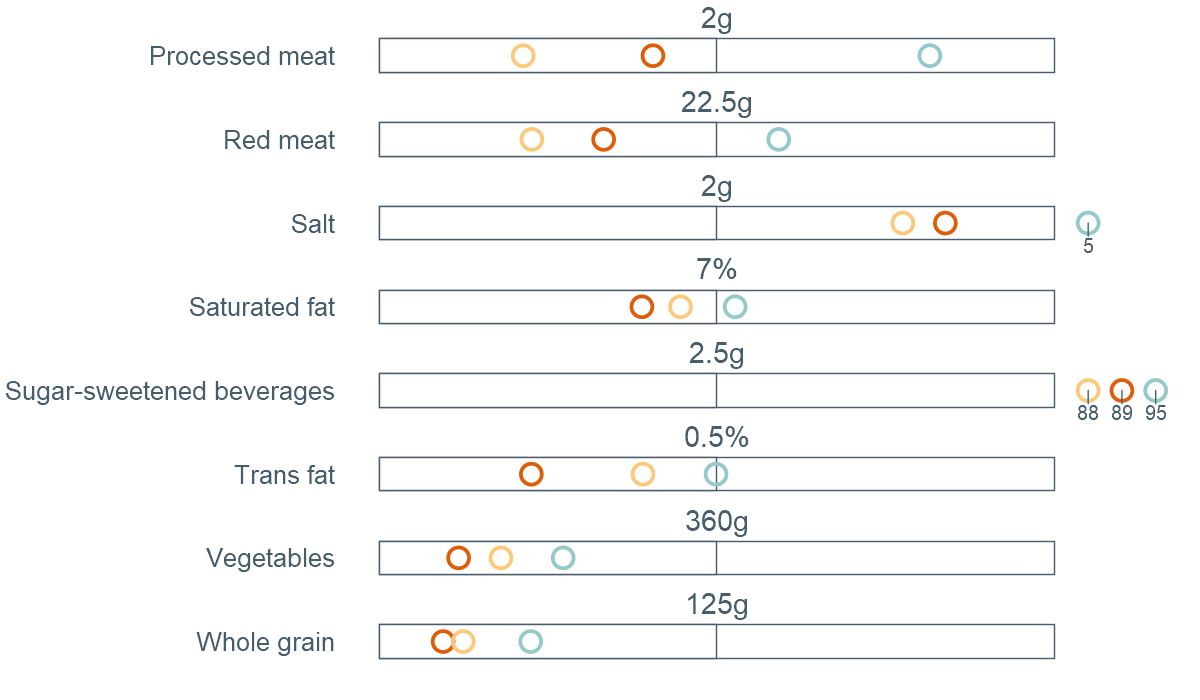 2g
Processed meat
22.5g
Red meat
2g
Salt
5
7%
Saturated fat
2.5g
Sugar-sweetened beverages
88 89 95
0.5%
Trans fat
360g
Vegetables
125g
Whole grain